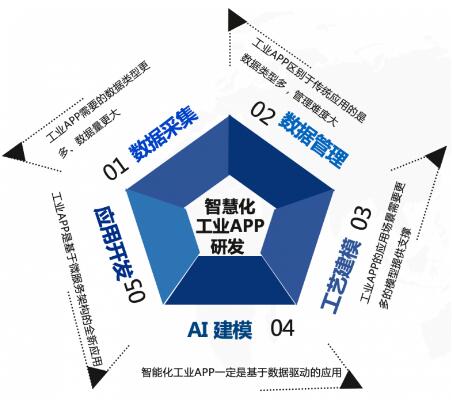 智慧化
工业APP
研发
01 数据采集
工业APP需要的数据类型更
多、数据量更大
02 数据管理
工业APP区别于传统应用的是
数据类型多，管理难度大
工艺建模 03
工业APP的应用场景需要更
多的模型提供支撑
AI 建模 04
智能化工业APP一定是基于数据驱动的应用
应用开发 05
工业APP是基于微服务架构的全新应用